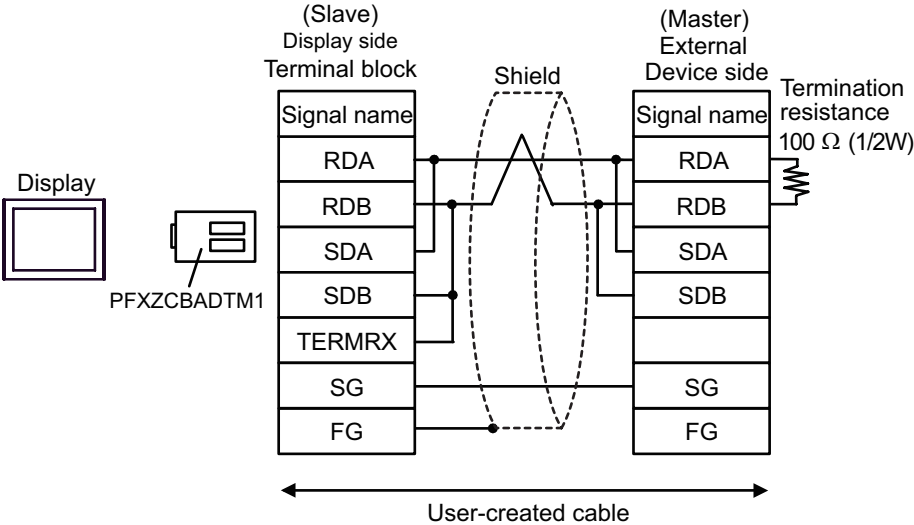 (Slave)
Display side
Terminal block
(Master)
External
Device side
Shield
Termination
resistance
100 Ω (1/2W)
Display
PFXZCBADTM1
Signal name
RDA
RDB
SDA
SDB
TERMRX
SG
FG
Signal name
RDA
RDB
SDA
SDB
SG
FG
User-created cable